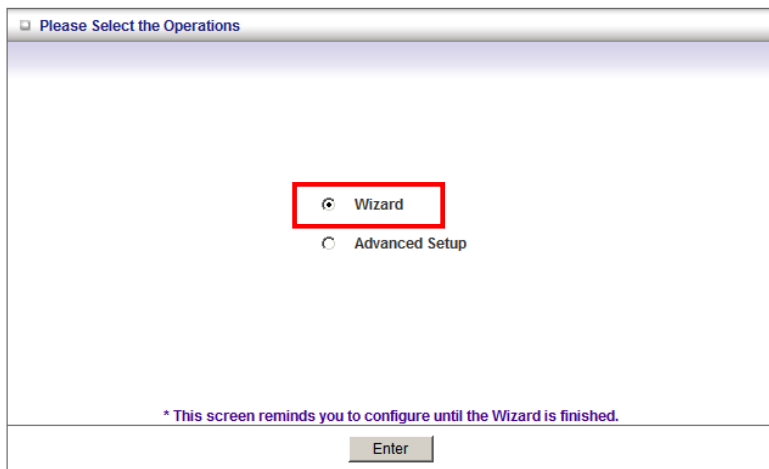 Please Select the Operations
Wizard
Advanced Setup
* This screen reminds you to configure until the Wizard is finished.
Enter